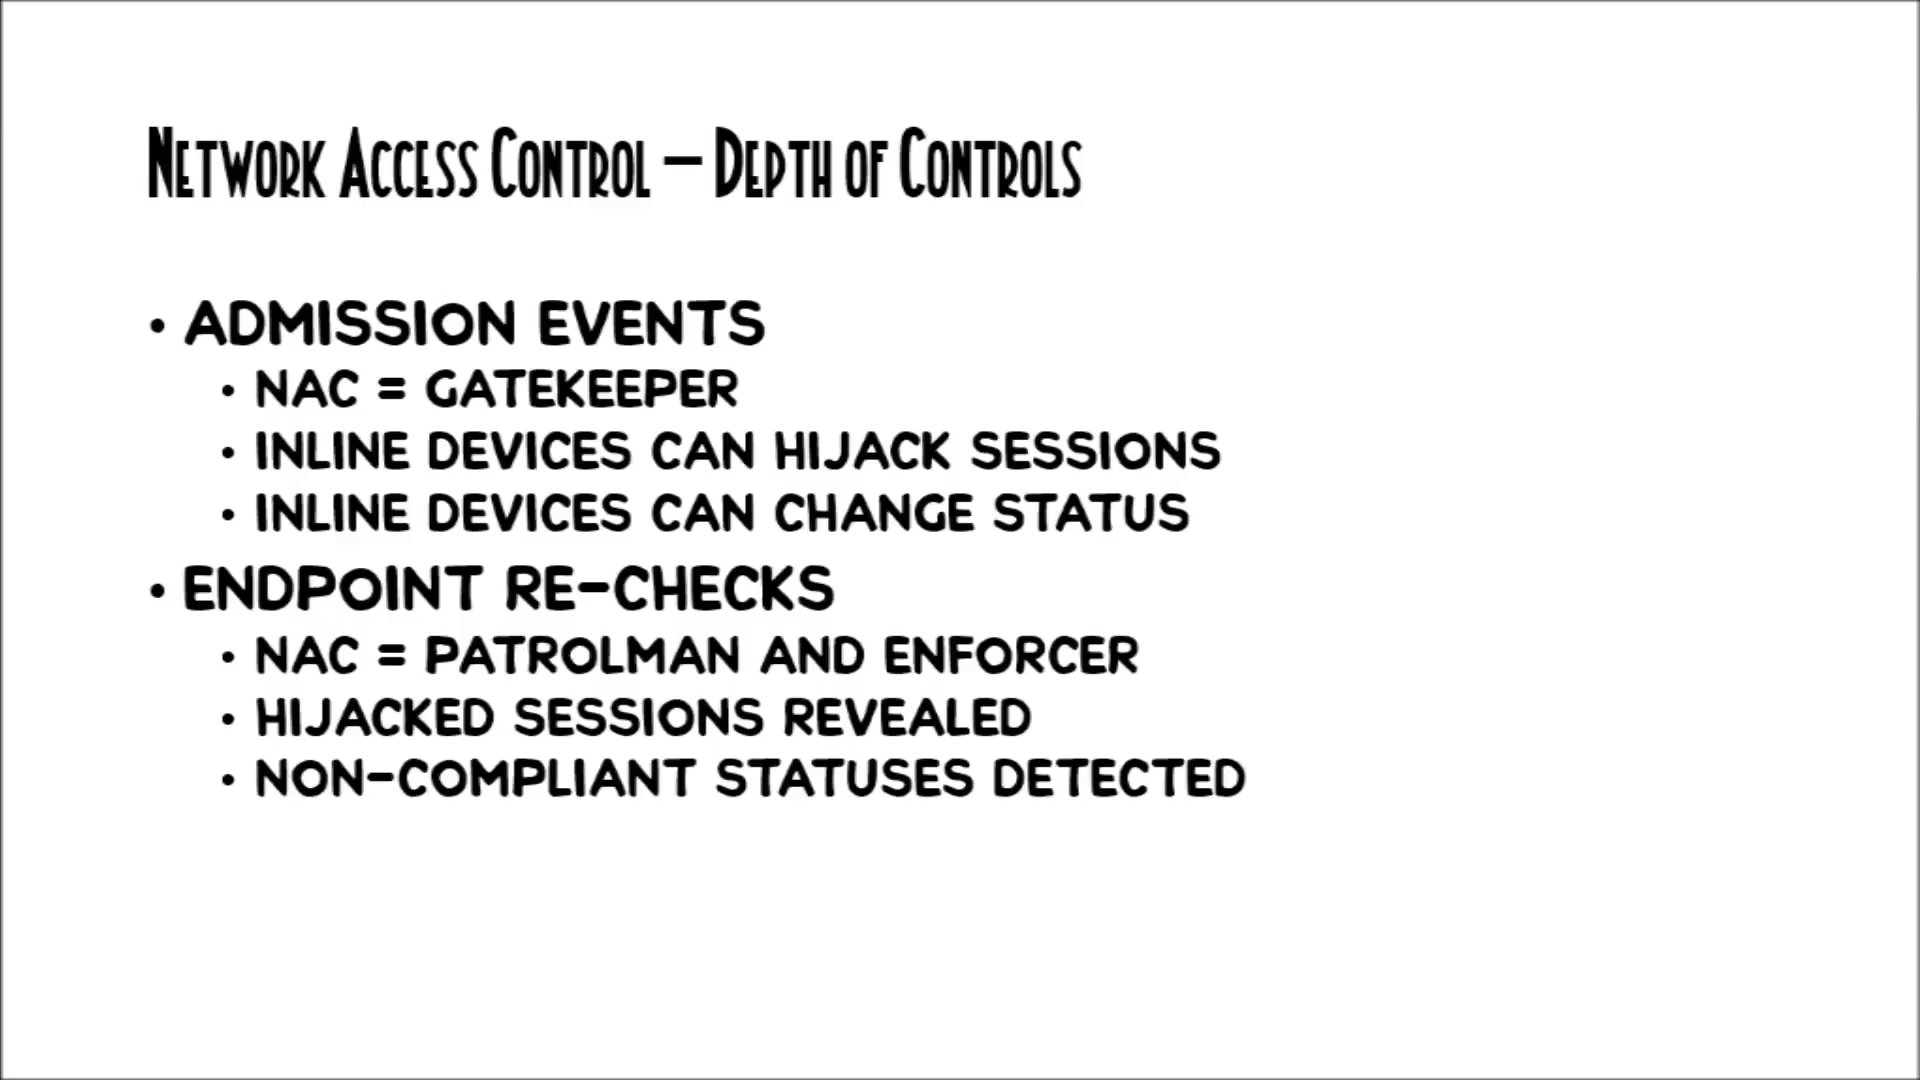 Network Access Control – Depth of Controls
• ADMISSION EVENTS
• NAC = GATEKEEPER
• INLINE DEVICES CAN HIJACK SESSIONS
• INLINE DEVICES CAN CHANGE STATUS
• ENDPOINT RE-CHECKS
• NAC = PATROLMAN AND ENFORCER
• HIJACKED SESSIONS REVEALED
• NON-COMPLIANT STATUSES DETECTED